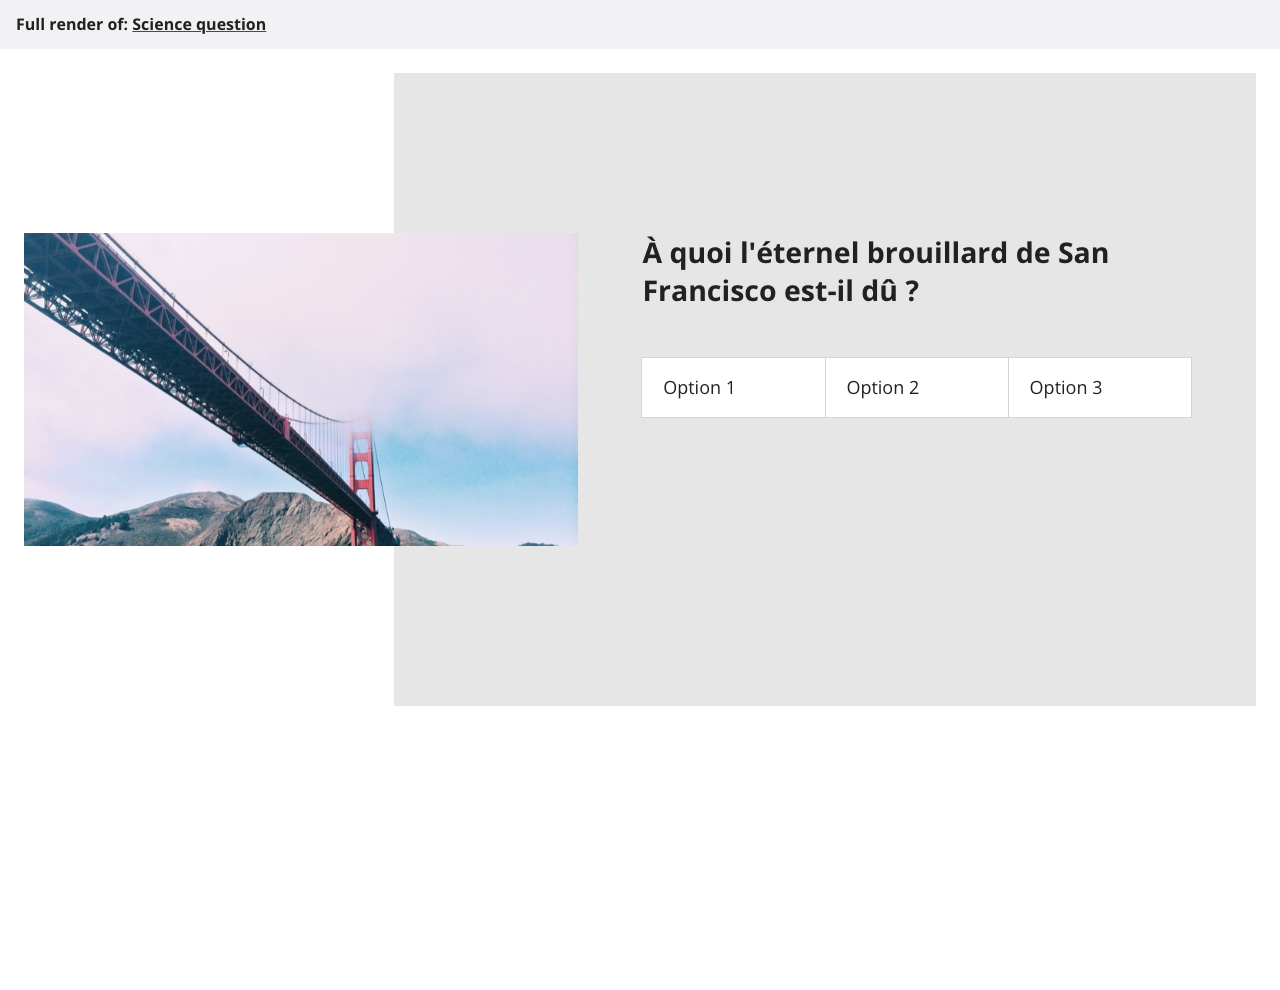 Full render of: Science question
À quoi l'éternel brouillard de San
Francisco est-il dû ?
Option 1
Option 2
Option 3